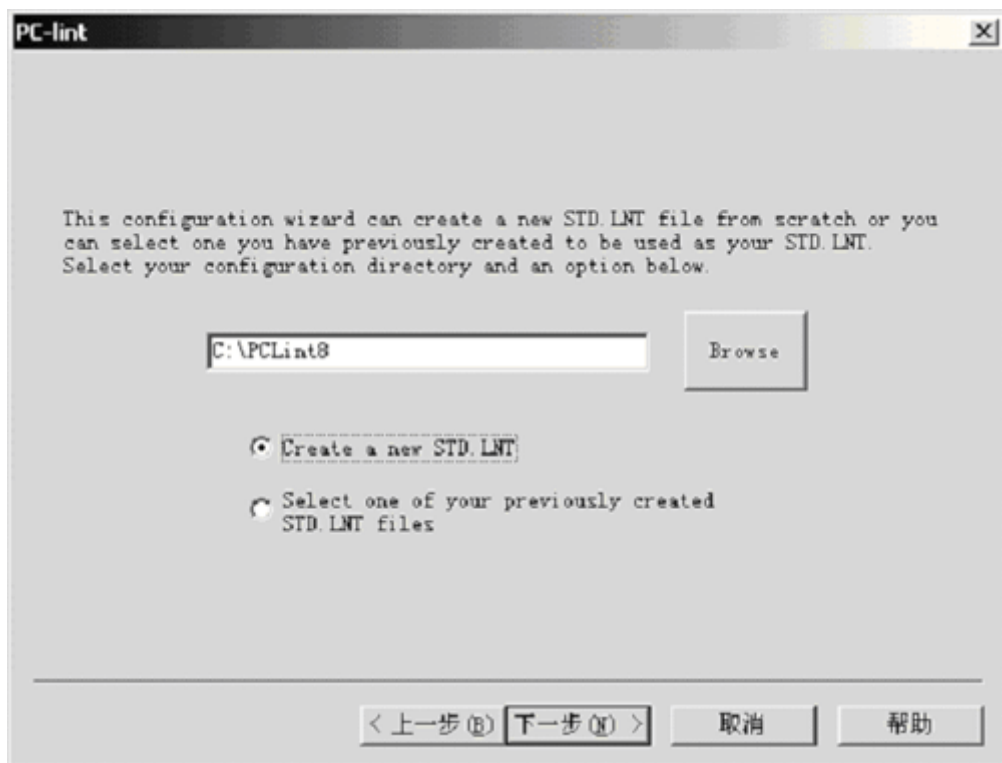 PC-lint
This configuration wizard can create a new STD.LNT file from scratch or you
can select one you have previously created to be used as your STD.LNT.
Select your configuration directory and an option below.
C:\PCLint8
Browse
Create a new STD.LNT
Select one of your previously created
STD.LNT files
< 上一步(B) 下一步(N) > 取消 帮助